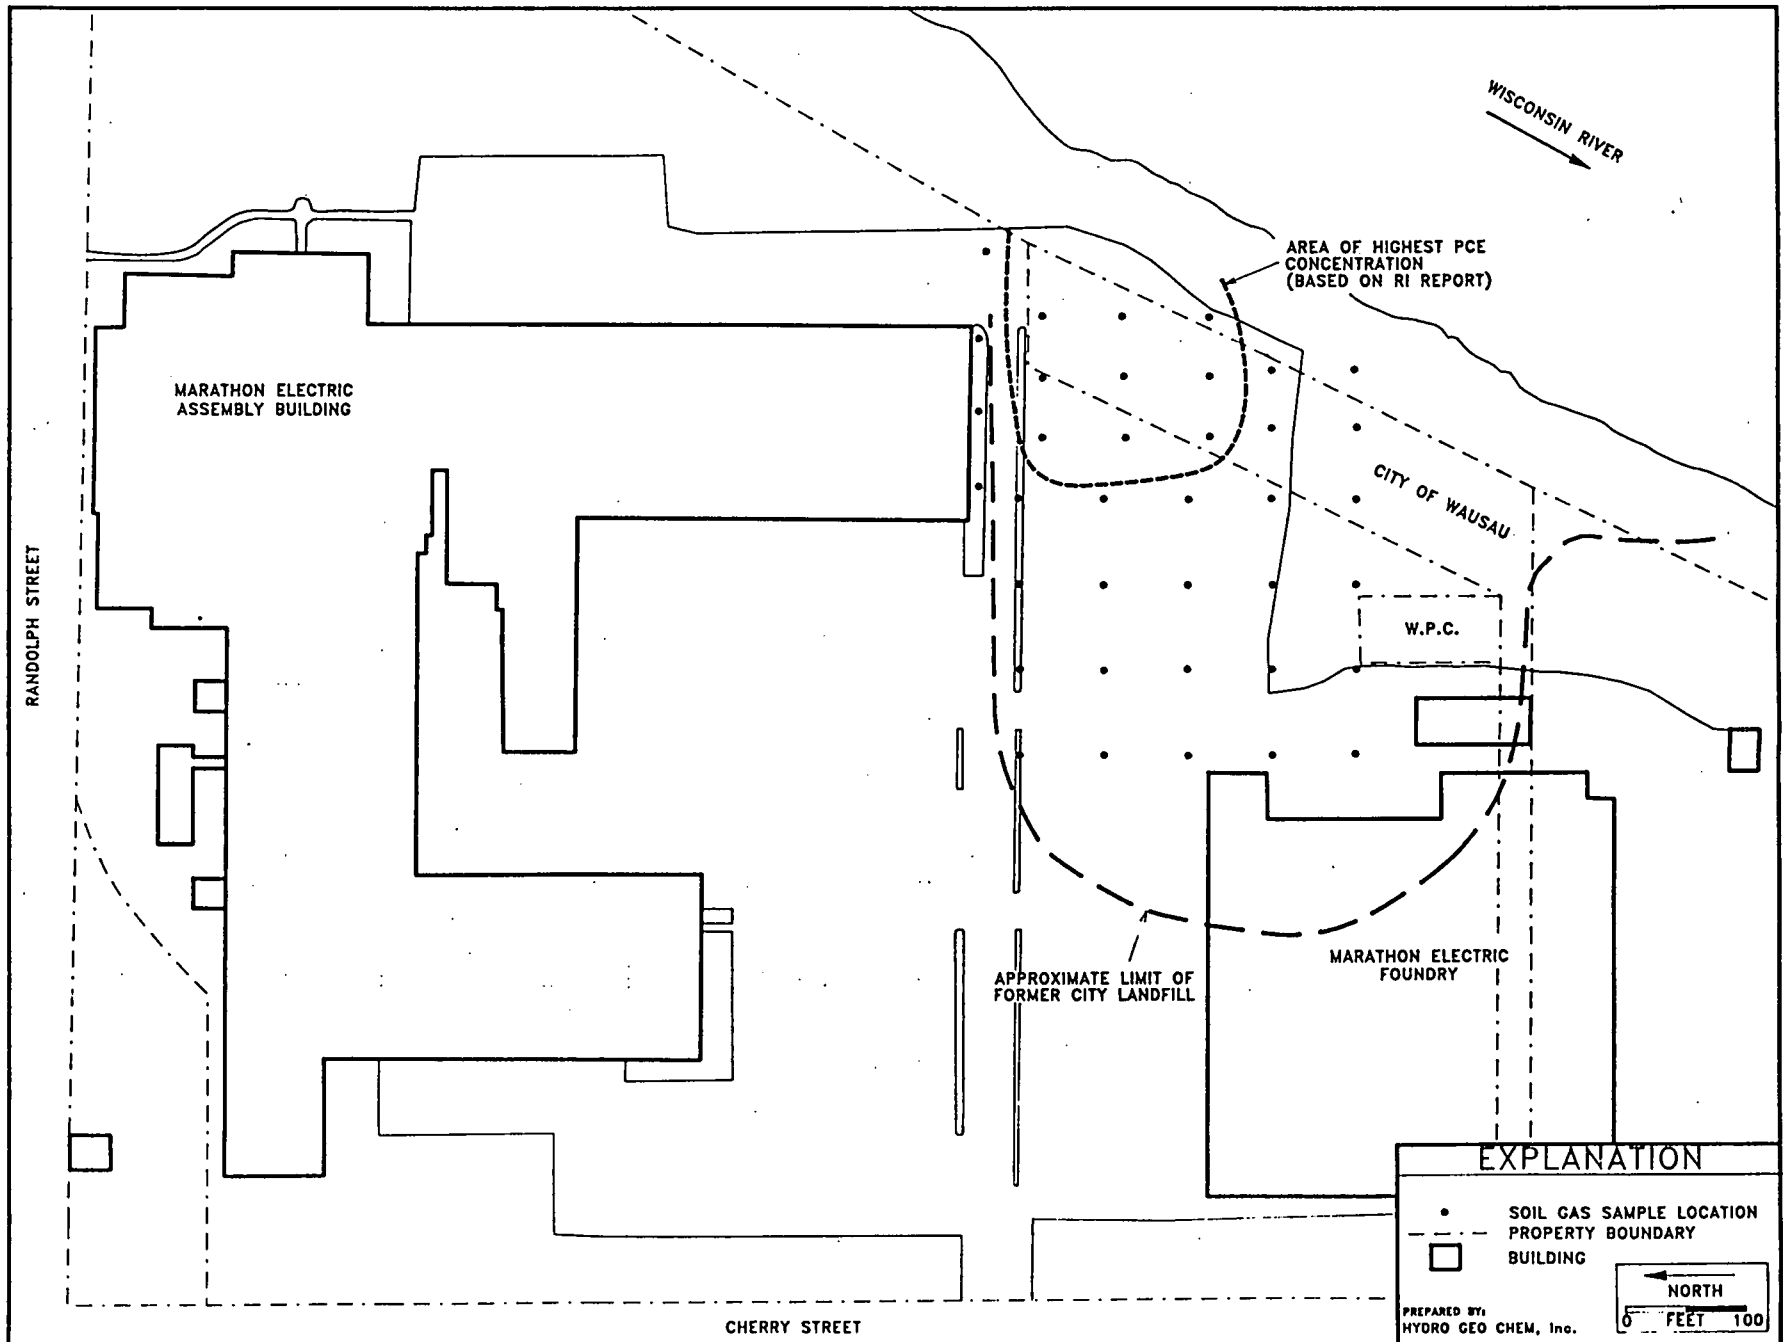 WISCONSIN RIVER
AREA OF HIGHEST PCE
CONCENTRATION
(BASED ON RI REPORT)
MARATHON ELECTRIC
ASSEMBLY BUILDING
CITY OF WAUSAU
RANDOLPH STREET
W.P.C.
APPROXIMATE LIMIT OF
FORMER CITY LANDFILL
MARATHON ELECTRIC
FOUNDRY
EXPLANATION
SOIL GAS SAMPLE LOCATION
PROPERTY BOUNDARY
BUILDING
NORTH
0 FEET 100
PREPARED BY:
HYDRO GEO CHEM, Inc.
CHERRY STREET